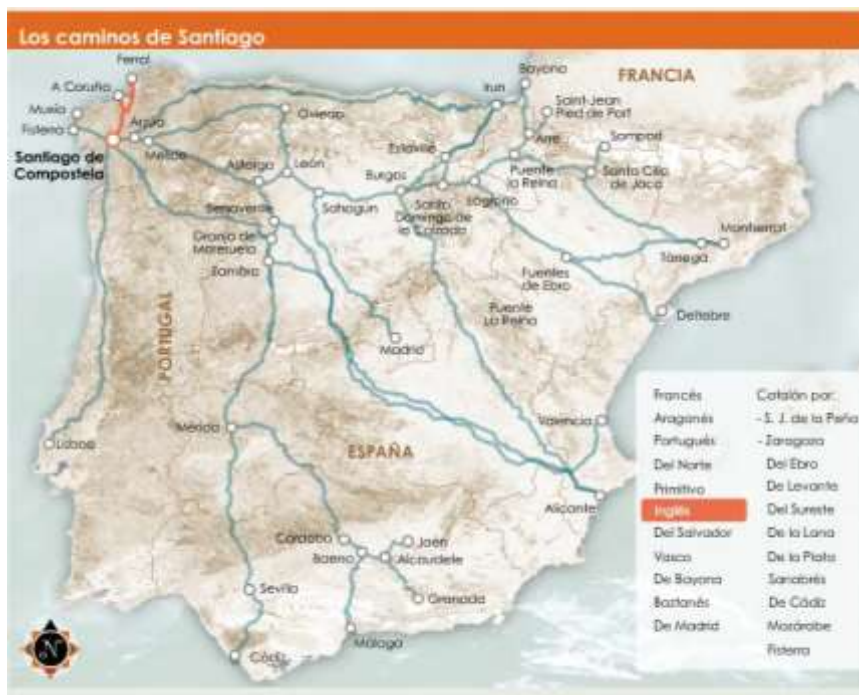 Los caminos de Santiago
Ferrol
A Coruña
Muxía
Fisterra
Santiago de
Compostela
Arzúa
Melide
Oviedo
Astorga
León
Irun
Bayona
FRANCIA
Saint-Jean
Pied de Port
Arre
Somport
Estavillo
Burgos
Puente
la Reina
Santa Cilia
de Jaca
Sahagún
Santo
Domingo de
la Calzada
Logroño
Benavente
Granja de
Moreruela
Zamora
Montserrat
Tárrega
Fuentes
de Ebro
Deltebre
Puente
La Reina
PORTUGAL
Madrid
Lisboa
Mérida
ESPAÑA
Valencia
Alicante
Córdoba
Jaén
Baena
Alcaudete
Sevilla
Granada
Málaga
Cádiz
N
Francés
Aragonés
Portugués
Del Norte
Primitivo
Inglés
Del Salvador
Vasco
De Bayona
Baztanés
De Madrid
Catalán por:
- S. J. de la Peña
- Zaragoza
Del Ebro
De Levante
Del Sureste
De la Lana
De la Plata
Sanabrés
De Cádiz
Mozárabe
Fisterra